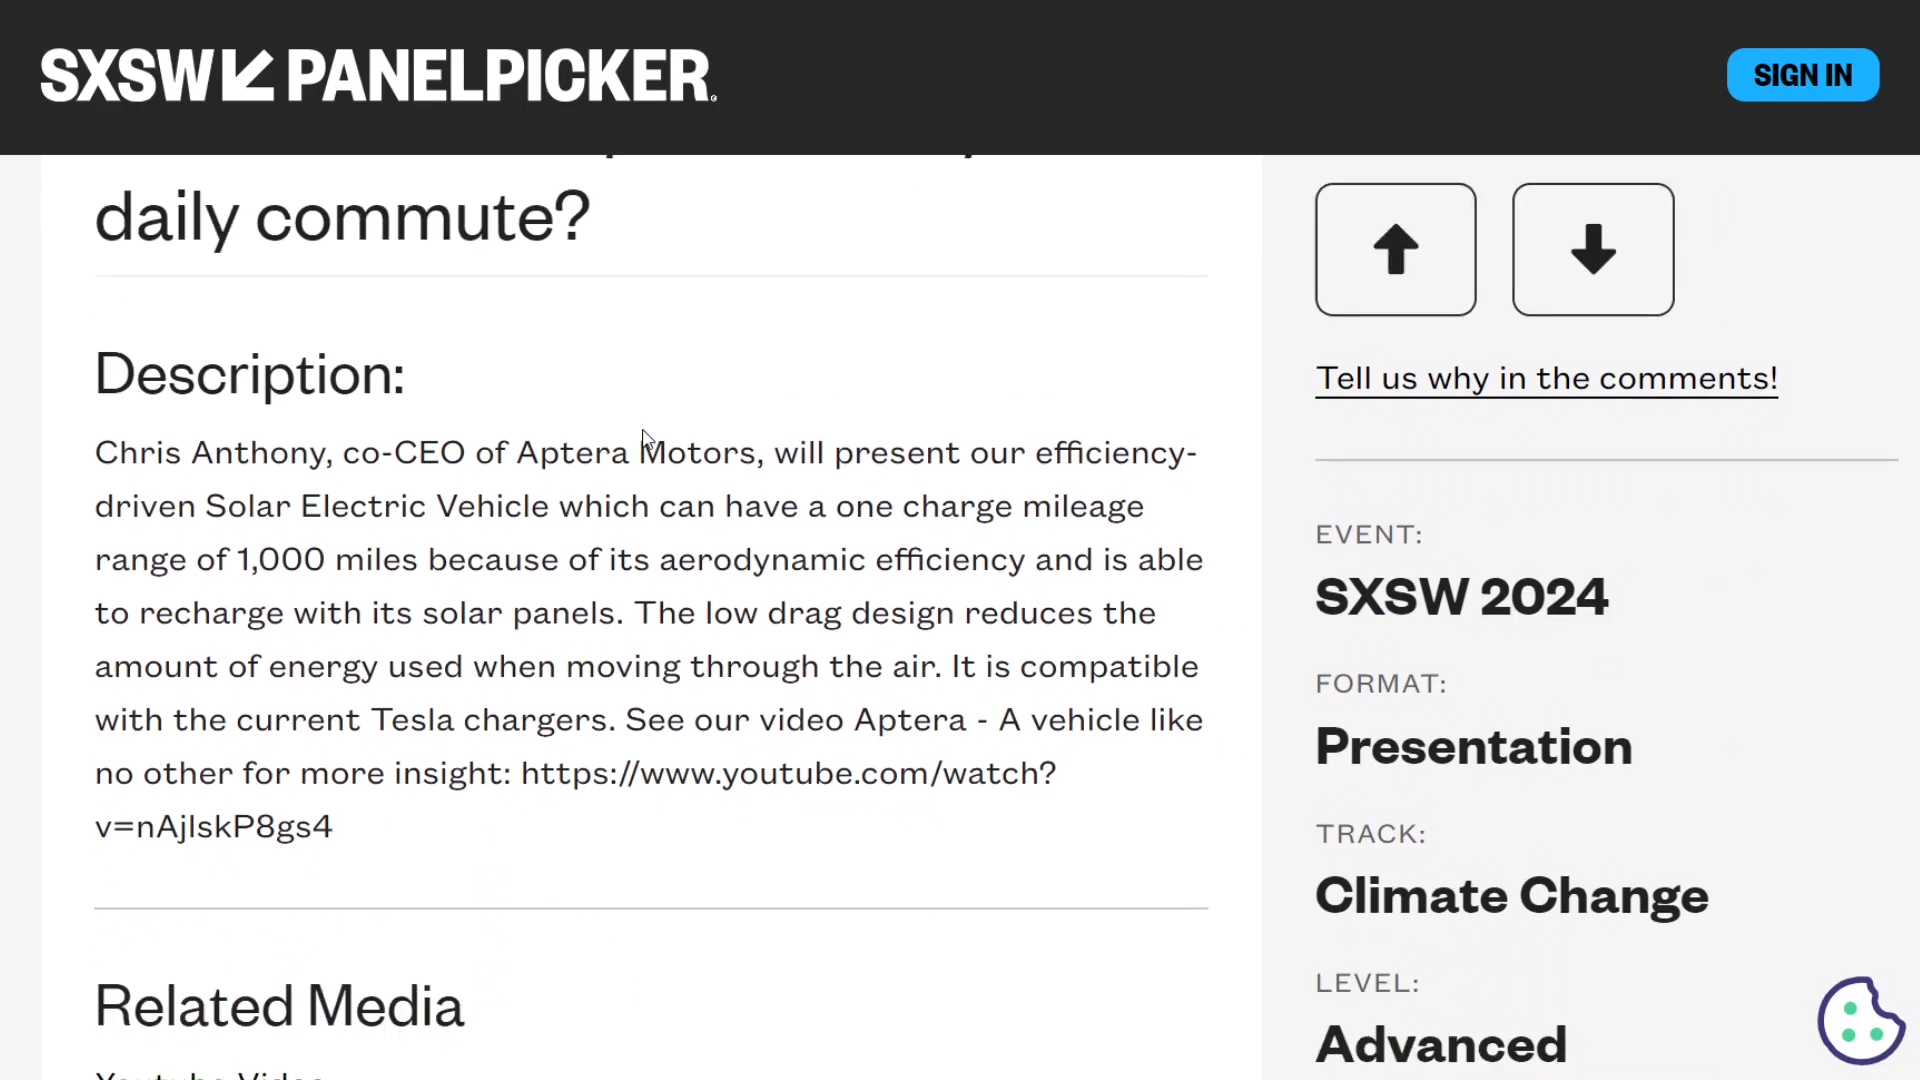 SXSW PANELPICKER
SIGN IN
daily commute?
Description:
Chris Anthony, co-CEO of Aptera Motors, will present our efficiency-
driven Solar Electric Vehicle which can have a one charge mileage
range of 1,000 miles because of its aerodynamic efficiency and is able
to recharge with its solar panels. The low drag design reduces the
amount of energy used when moving through the air. It is compatible
with the current Tesla chargers. See our video Aptera - A vehicle like
no other for more insight: https://www.youtube.com/watch?
v=nAjIskP8gs4
Related Media
Youtube Video
Tell us why in the comments!
EVENT:
SXSW 2024
FORMAT:
Presentation
TRACK:
Climate Change
LEVEL:
Advanced